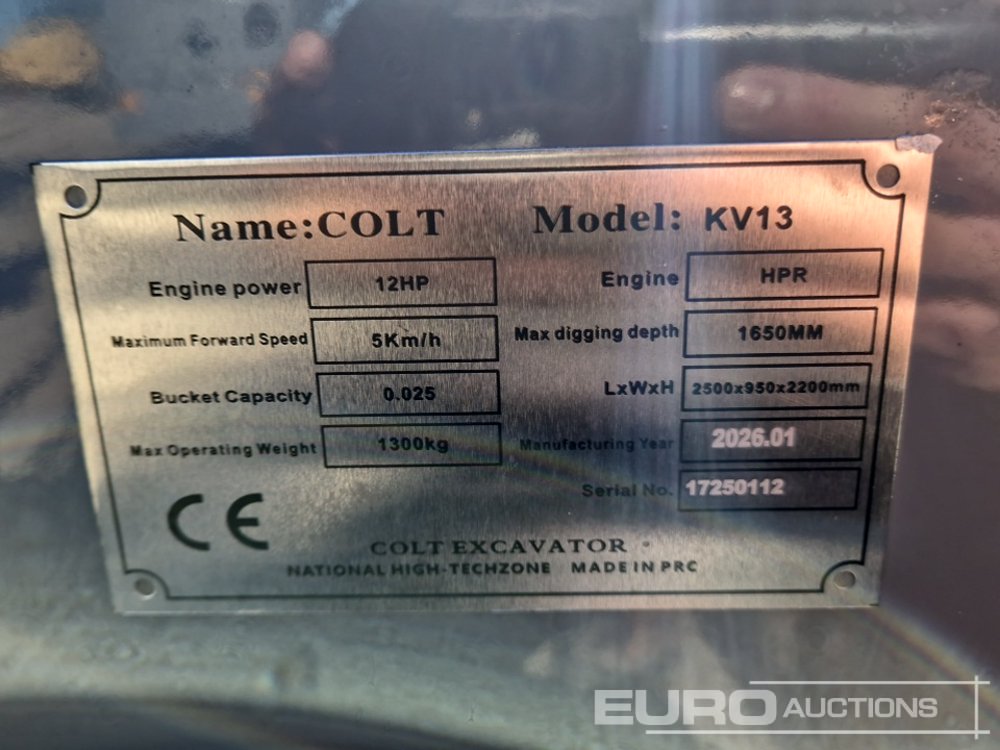 Name:COLT Model: KV13
Engine power 12HP Engine HPR
Maximum Forward Speed 5Km/h Max digging depth 1650MM
Bucket Capacity 0.025 LxWxH 2500x950x2200mm
Max Operating Weight 1300kg Manufacturing Year 2026.01
Serial No. 17250112
CE
COLT EXCAVATOR
NATIONAL HIGH-TECHZONE MADE IN PRC
EURO AUCTIONS